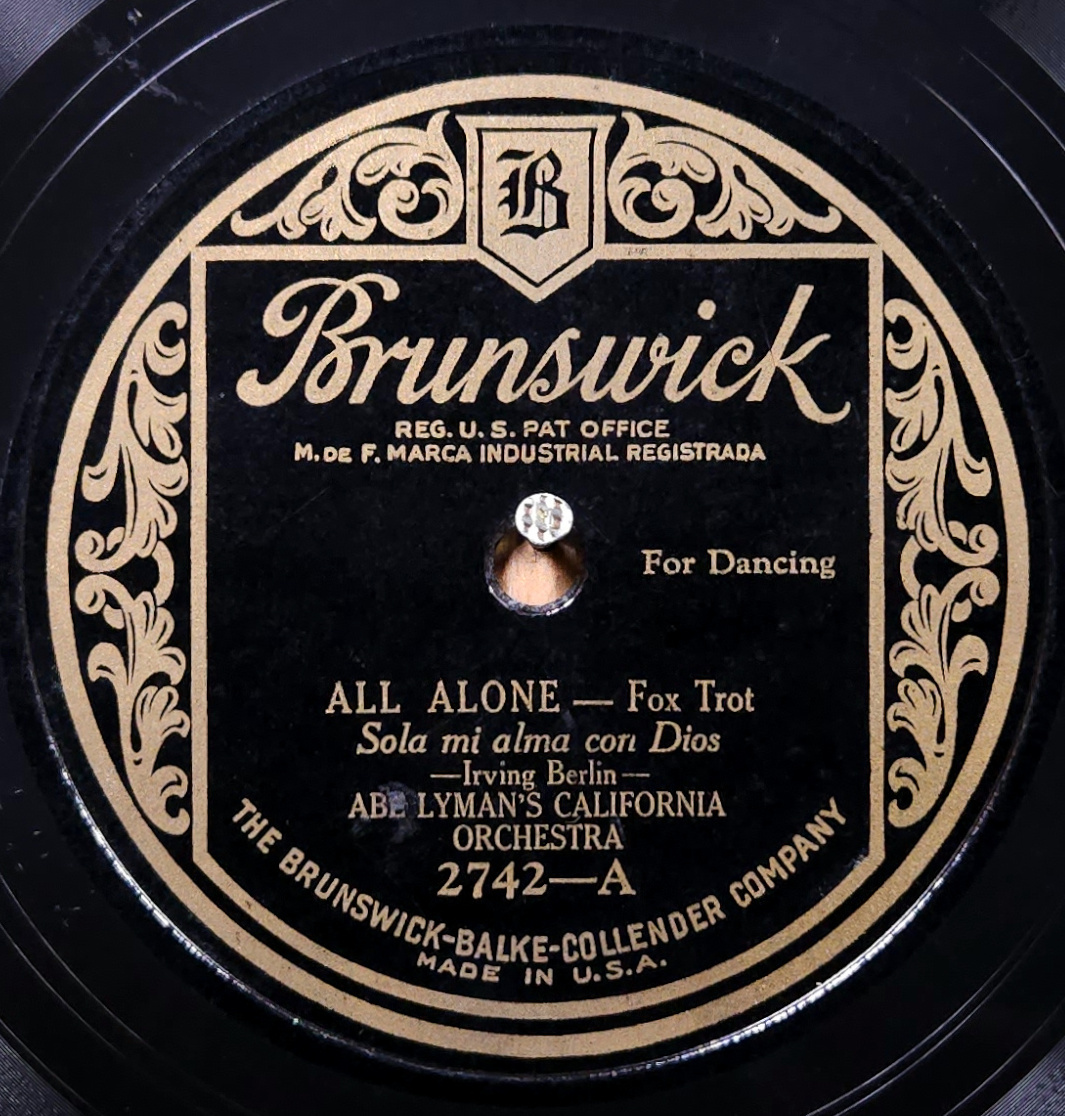 B
Brunswick
REG. U. S. PAT OFFICE
M. DE F. MARCA INDUSTRIAL REGISTRADA
For Dancing
ALL ALONE — Fox Trot
Sola mi alma con Dios
—Irving Berlin—
ABE LYMAN'S CALIFORNIA
ORCHESTRA
2742—A
THE BRUNSWICK-BALKE-COLLENDER COMPANY
MADE IN U.S.A.